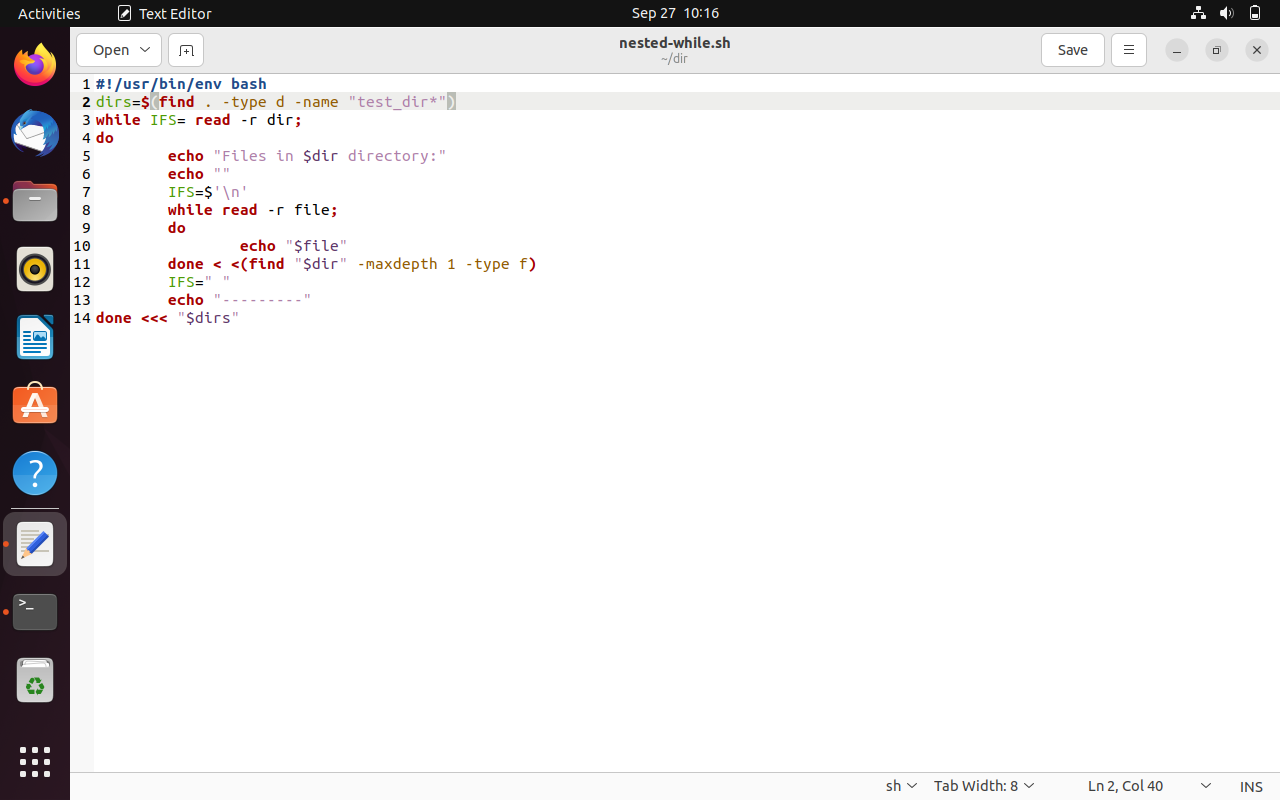 Activities Text Editor Sep 27 10:16
Open nested-while.sh Save
~/dir
1 #!/usr/bin/env bash
2 dirs=$(find . -type d -name "test_dir*")
3 while IFS= read -r dir;
4 do
5         echo "Files in $dir directory:"
6         echo ""
7         IFS=$'\n'
8         while read -r file;
9         do
10                 echo "$file"
11         done < <(find "$dir" -maxdepth 1 -type f)
12         IFS=" "
13         echo "---------"
14 done <<< "$dirs"
sh Tab Width: 8 Ln 2, Col 40 INS